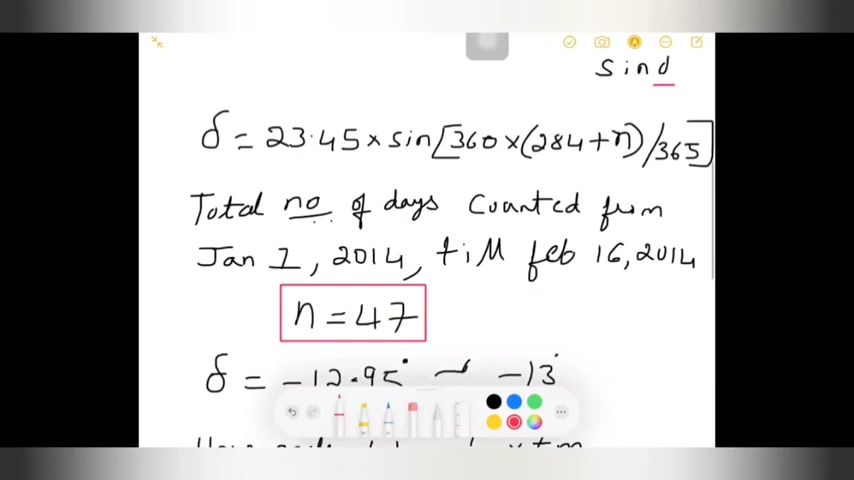 sind
δ = 23.45 × sin[360 × (284 + n)/365]
Total no of days Counted from
Jan 1, 2014, till feb 16, 2014
n = 47
δ = -12.95° ~ -13°